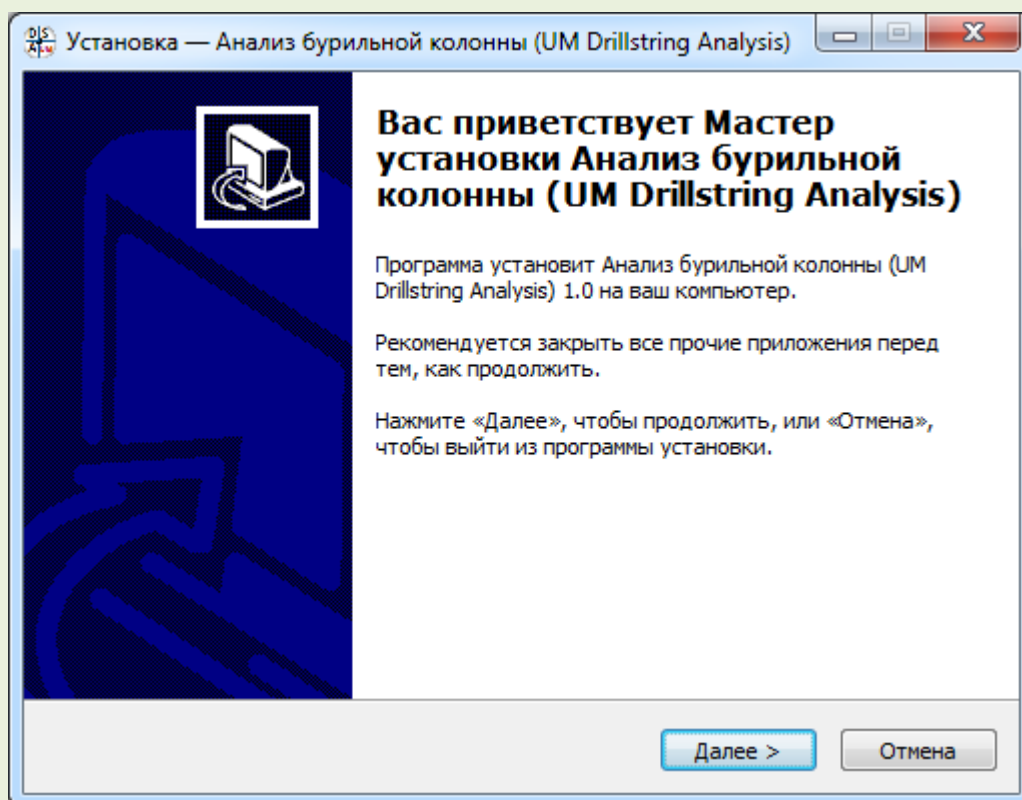 Установка — Анализ бурильной колонны (UM Drillstring Analysis)
Вас приветствует Мастер
установки Анализ бурильной
колонны (UM Drillstring Analysis)
Программа установит Анализ бурильной колонны (UM
Drillstring Analysis) 1.0 на ваш компьютер.
Рекомендуется закрыть все прочие приложения перед
тем, как продолжить.
Нажмите «Далее», чтобы продолжить, или «Отмена»,
чтобы выйти из программы установки.
Далее >
Отмена